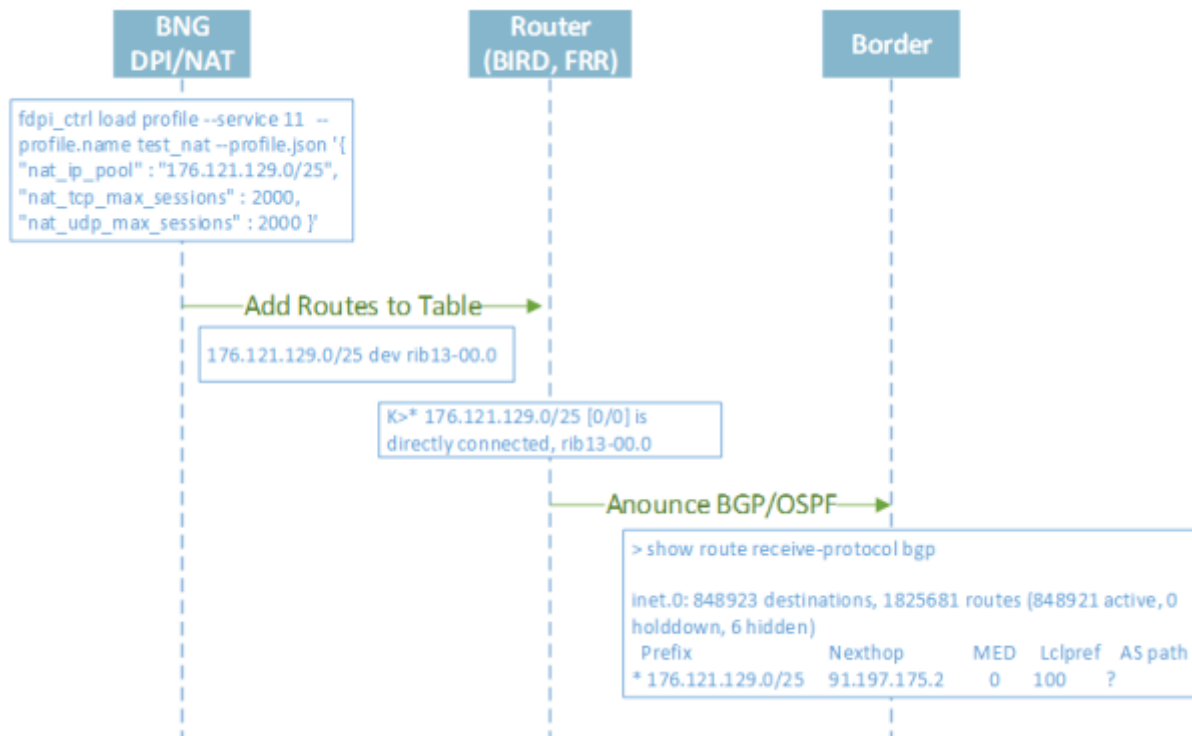 BNG
DPI/NAT
Router
(BIRD, FRR)
Border
fdpi_ctrl load profile --service 11 --
profile.name test_nat --profile.json '{
"nat_ip_pool" : "176.121.129.0/25",
"nat_tcp_max_sessions" : 2000,
"nat_udp_max_sessions" : 2000 }'
Add Routes to Table
176.121.129.0/25 dev rib13-00.0
K>* 176.121.129.0/25 [0/0] is
directly connected, rib13-00.0
Anounce BGP/OSPF
> show route receive-protocol bgp
inet.0: 848923 destinations, 1825681 routes (848921 active, 0
holddown, 6 hidden)
Prefix Nexthop MED Lclpref AS path
* 176.121.129.0/25 91.197.175.2 0 100 ?